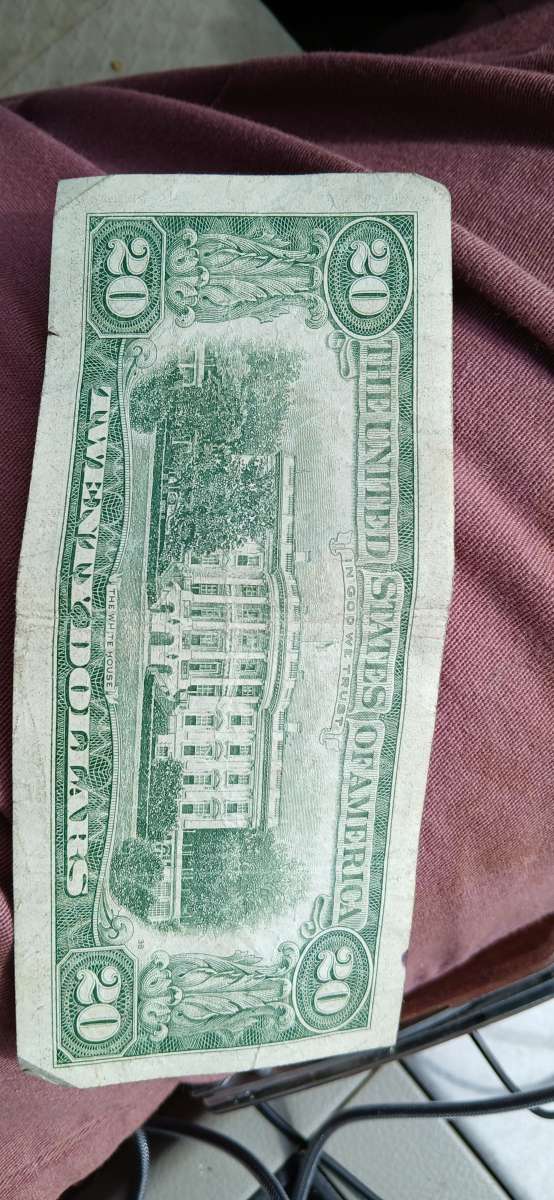 20 20
THE UNITED STATES OF AMERICA
IN GOD WE TRUST
THE WHITE HOUSE
TWENTY DOLLARS
20 20